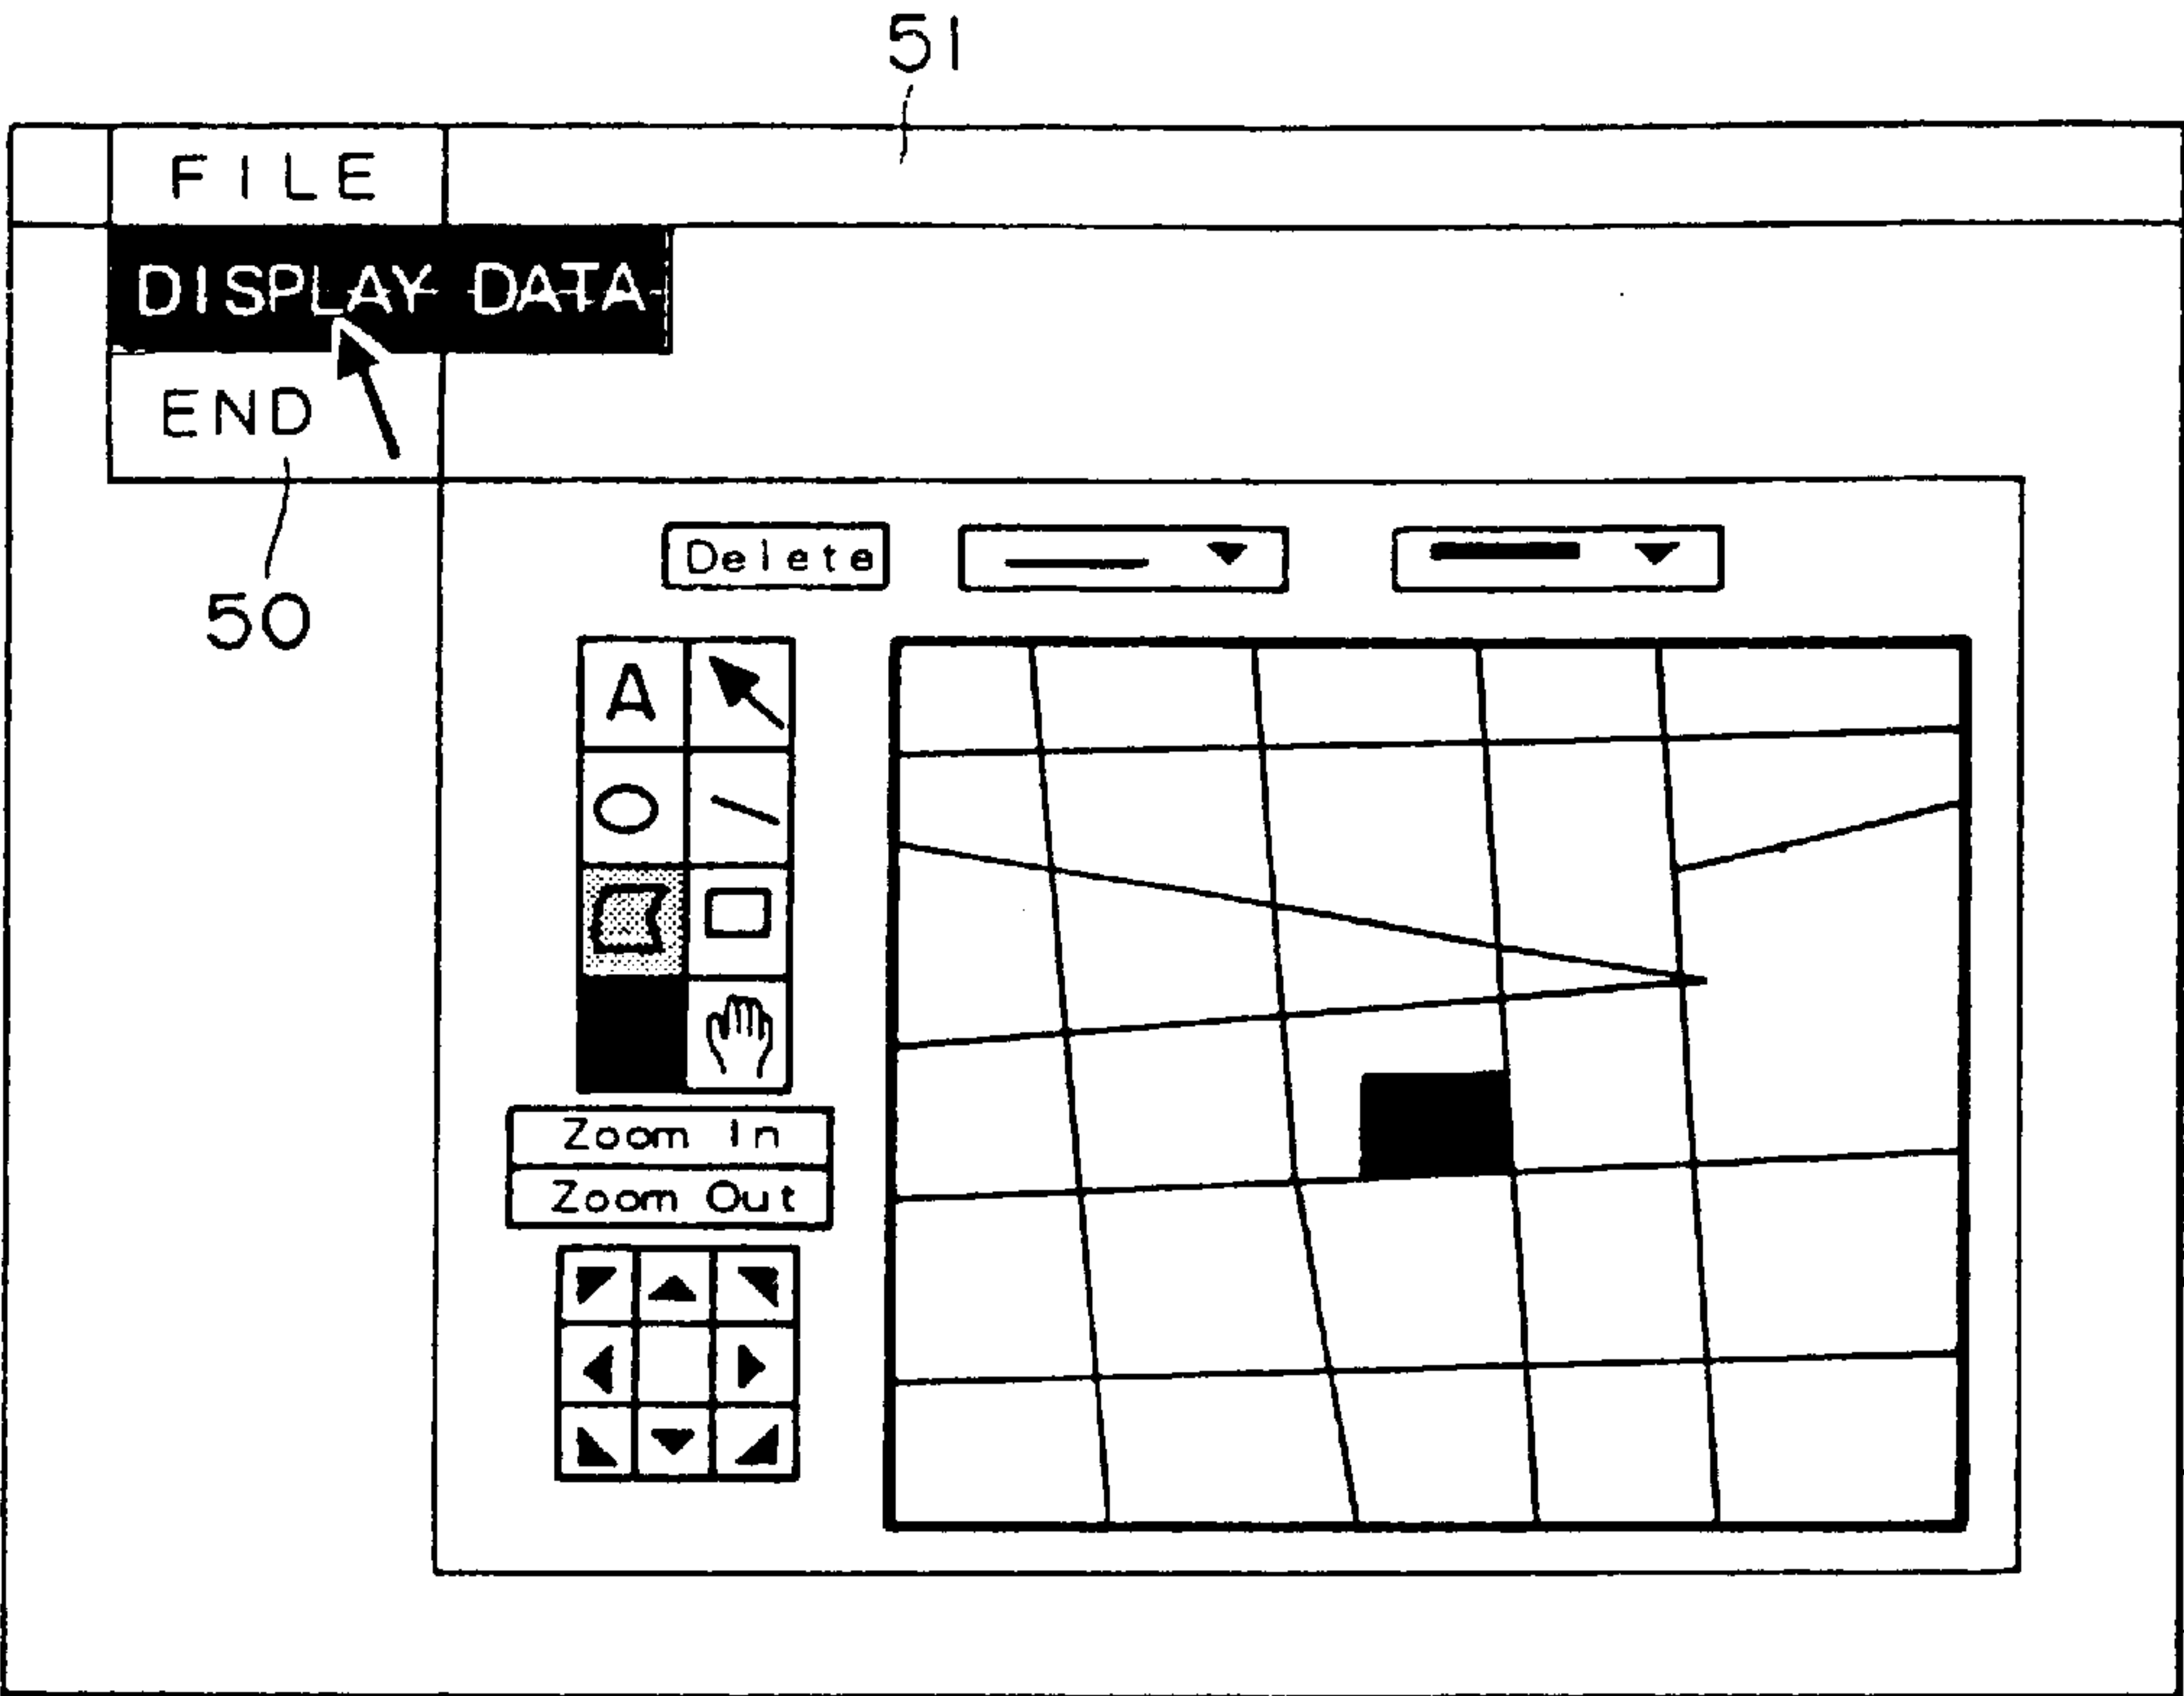 51
FILE
DISPLAY DATA
END
50
Delete
A
Zoom In
Zoom Out